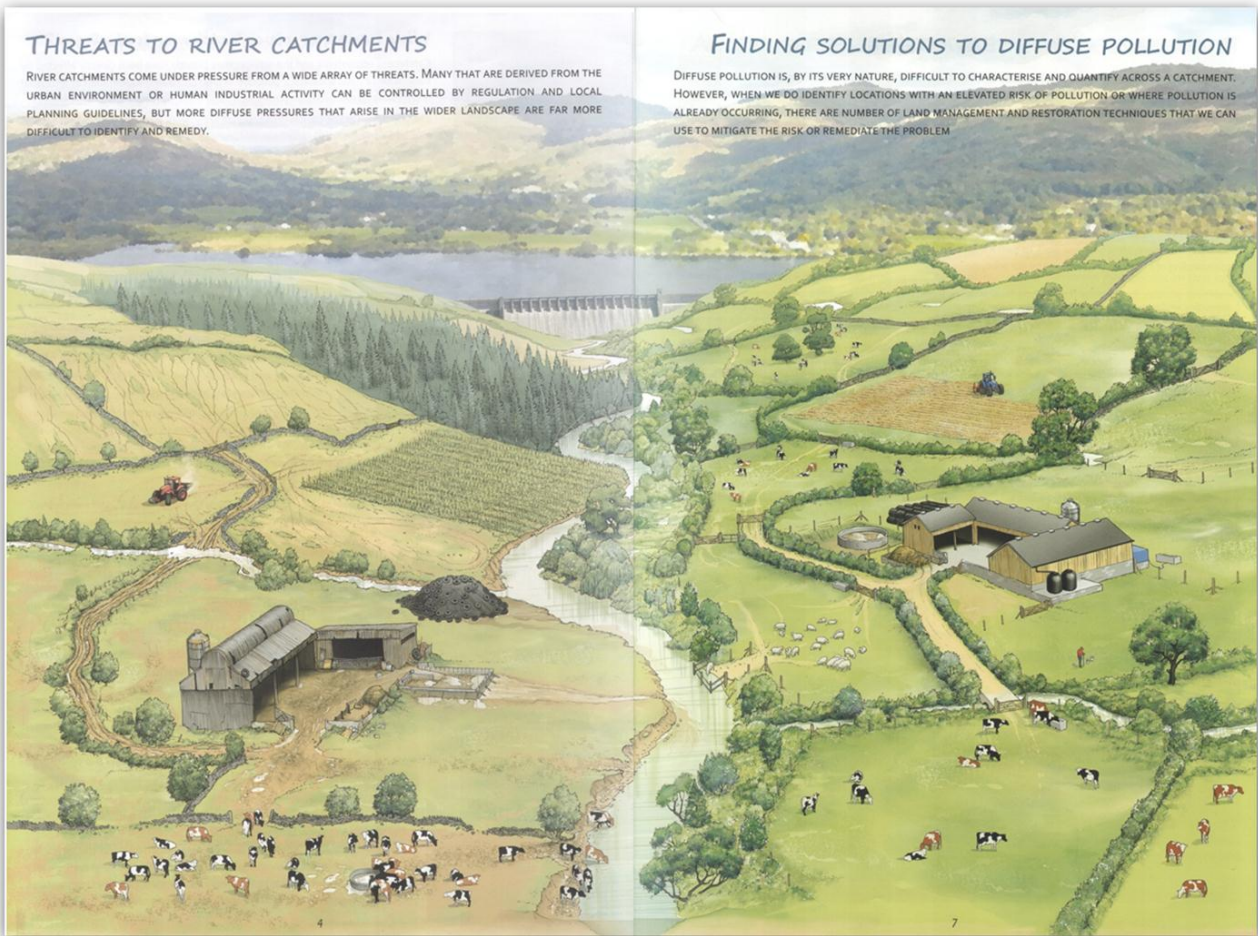 THREATS TO RIVER CATCHMENTS
RIVER CATCHMENTS COME UNDER PRESSURE FROM A WIDE ARRAY OF THREATS. MANY THAT ARE DERIVED FROM THE
URBAN ENVIRONMENT OR HUMAN INDUSTRIAL ACTIVITY CAN BE CONTROLLED BY REGULATION AND LOCAL
PLANNING GUIDELINES, BUT MORE DIFFUSE PRESSURES THAT ARISE IN THE WIDER LANDSCAPE ARE FAR MORE
DIFFICULT TO IDENTIFY AND REMEDY.
4
FINDING SOLUTIONS TO DIFFUSE POLLUTION
DIFFUSE POLLUTION IS, BY ITS VERY NATURE, DIFFICULT TO CHARACTERISE AND QUANTIFY ACROSS A CATCHMENT.
HOWEVER, WHEN WE DO IDENTIFY LOCATIONS WITH AN ELEVATED RISK OF POLLUTION OR WHERE POLLUTION IS
ALREADY OCCURRING, THERE ARE NUMBER OF LAND MANAGEMENT AND RESTORATION TECHNIQUES THAT WE CAN
USE TO MITIGATE THE RISK OR REMEDIATE THE PROBLEM
7